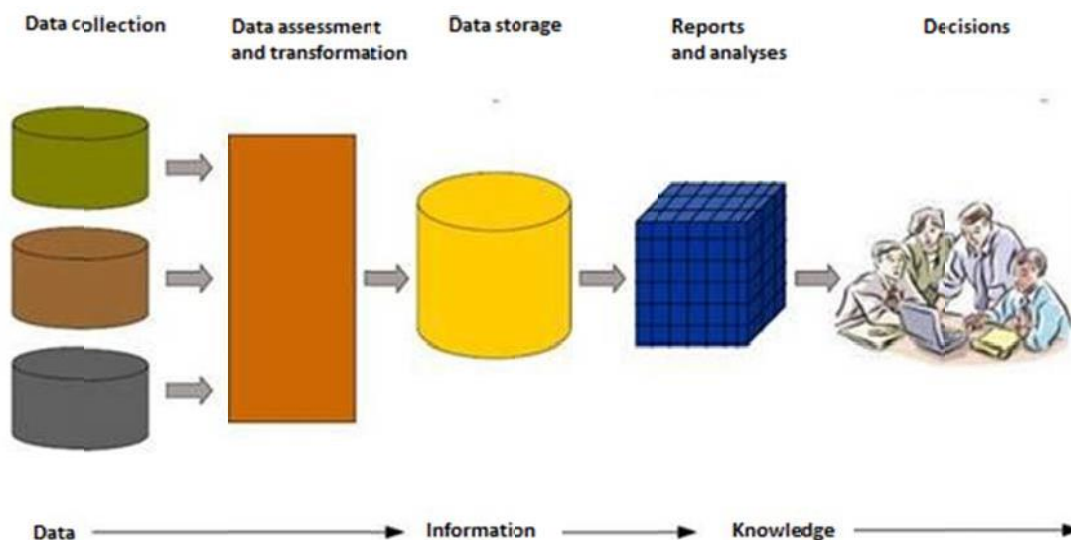 Data collection
Data assessment
and transformation
Data storage
Reports
and analyses
Decisions
Data
Information
Knowledge